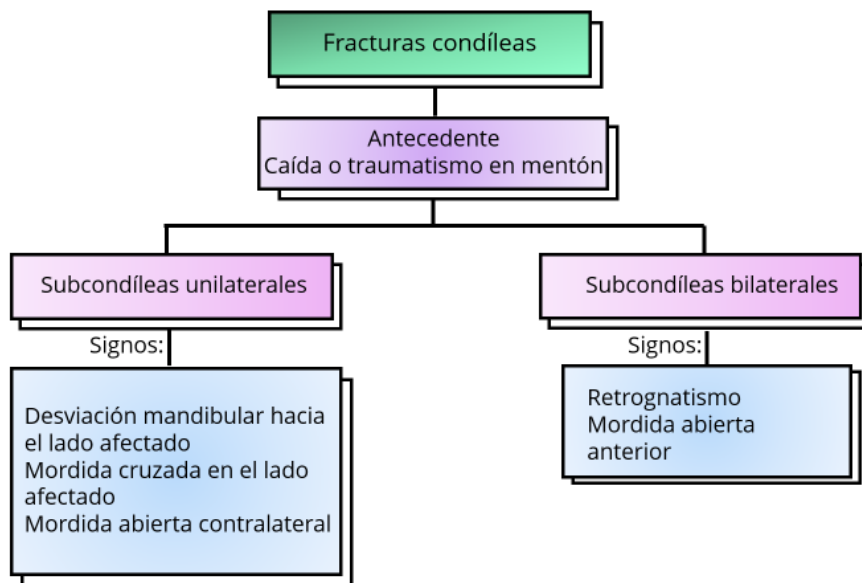 Fracturas condíleas
Antecedente
Caída o traumatismo en mentón
Subcondíleas unilaterales
Signos:
Desviación mandibular hacia
el lado afectado
Mordida cruzada en el lado
afectado
Mordida abierta contralateral
Subcondíleas bilaterales
Signos:
Retrognatismo
Mordida abierta
anterior